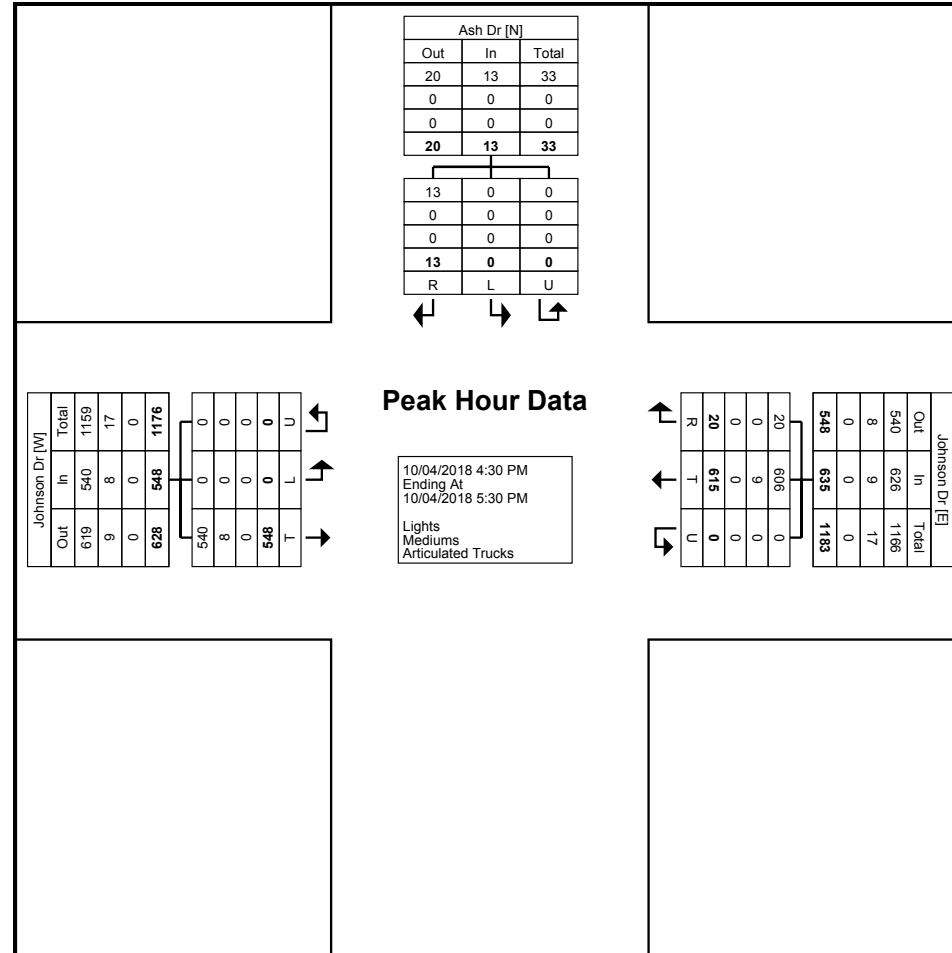 Ash Dr [N]
Out In Total
20 13 33
0 0 0
0 0 0
20 13 33
13 0 0
0 0 0
0 0 0
13 0 0
R L U
Peak Hour Data
10/04/2018 4:30 PM
Ending At
10/04/2018 5:30 PM
Lights
Mediums
Articulated Trucks
Johnson Dr [W]
Out In Total
619 540 1159
9 8 17
0 0 0
628 548 1176
540 0 0
8 0 0
0 0 0
548 0 0
T L U
Johnson Dr [E]
Out In Total
540 626 1166
8 9 17
0 0 0
548 635 1183
20 606 0
0 9 0
0 0 0
20 615 0
R T U